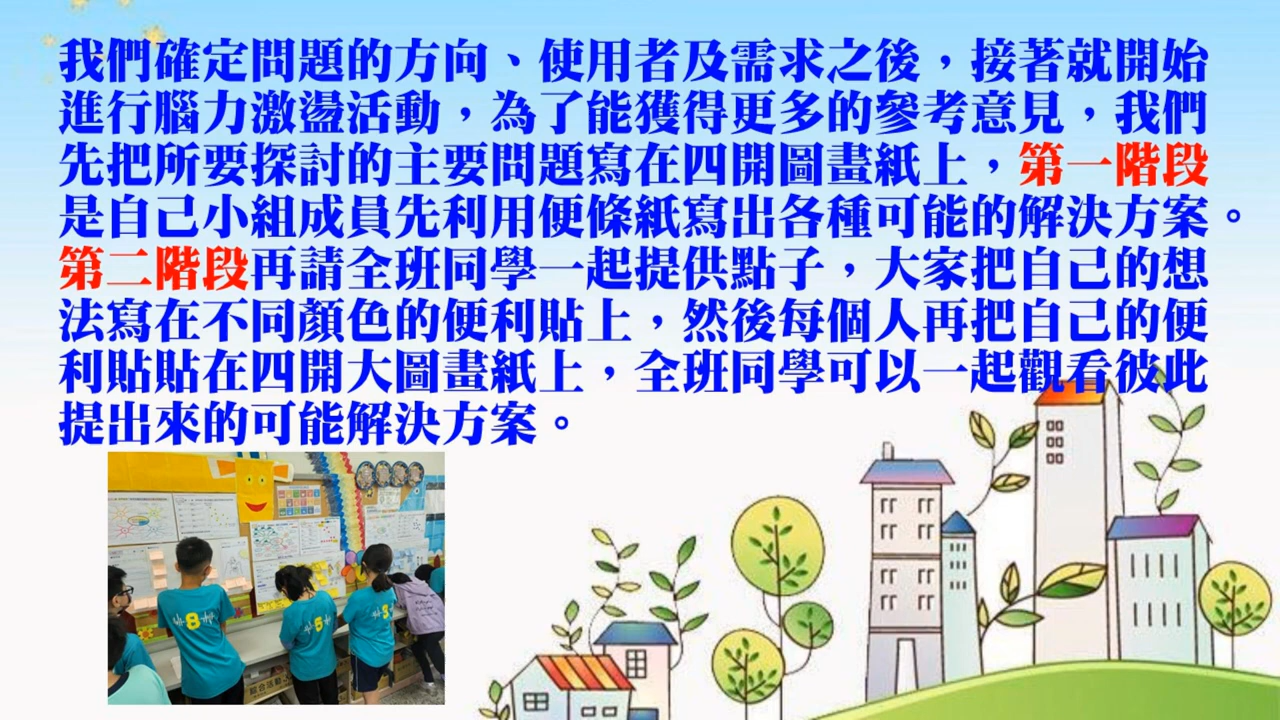 我們確定問題的方向、使用者及需求之後，接著就開始
進行腦力激盪活動，為了能獲得更多的參考意見，我們
先把所要探討的主要問題寫在四開圖畫紙上，第一階段
是自己小組成員先利用便條紙寫出各種可能的解決方案。
第二階段再請全班同學一起提供點子，大家把自己的想
法寫在不同顏色的便利貼上，然後每個人再把自己的便
利貼貼在四開大圖畫紙上，全班同學可以一起觀看彼此
提出來的可能解決方案。
8
5
3
綜合活動